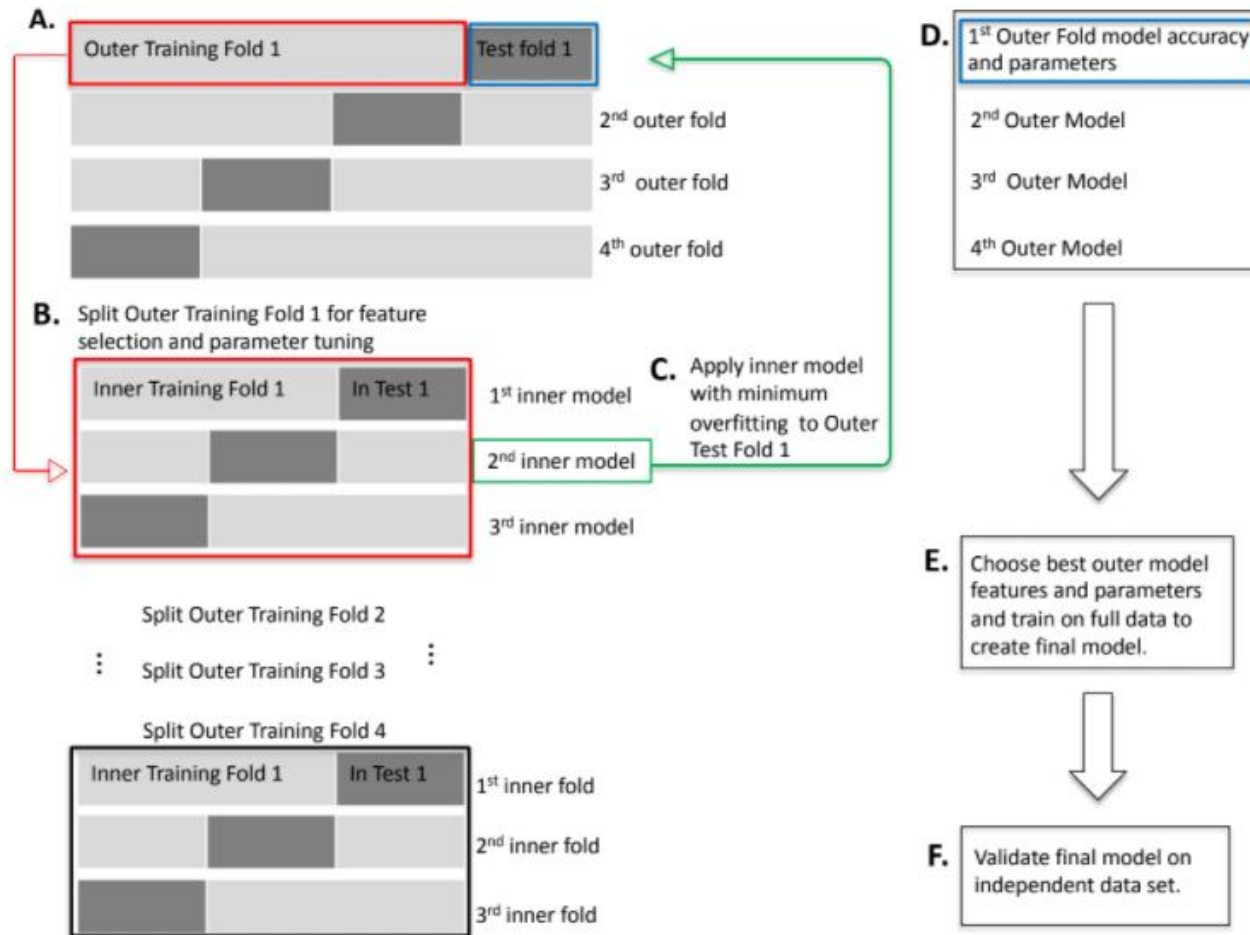 A.
Outer Training Fold 1
Test fold 1
2nd outer fold
3rd outer fold
4th outer fold
B. Split Outer Training Fold 1 for feature
selection and parameter tuning
Inner Training Fold 1
In Test 1
1st inner model
2nd inner model
3rd inner model
C. Apply inner model
with minimum
overfitting to Outer
Test Fold 1
Split Outer Training Fold 2
⋮
⋮
Split Outer Training Fold 3
Split Outer Training Fold 4
Inner Training Fold 1
In Test 1
1st inner fold
2nd inner fold
3rd inner fold
D. 1st Outer Fold model accuracy
and parameters
2nd Outer Model
3rd Outer Model
4th Outer Model
E. Choose best outer model
features and parameters
and train on full data to
create final model.
F. Validate final model on
independent data set.